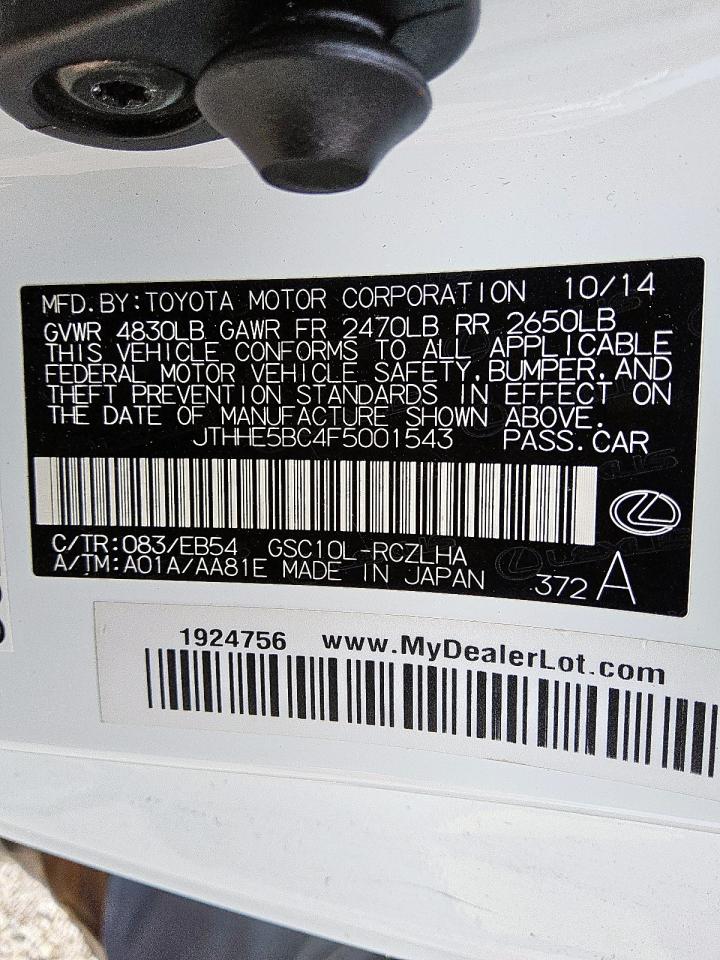 MFD.BY:TOYOTA MOTOR CORPORATION 10/14
GVWR 4830LB GAWR FR 2470LB RR 2650LB
THIS VEHICLE CONFORMS TO ALL APPLICABLE
FEDERAL MOTOR VEHICLE SAFETY,BUMPER,AND
THEFT PREVENTION STANDARDS IN EFFECT ON
THE DATE OF MANUFACTURE SHOWN ABOVE.
JTHHE5BC4F5001543 PASS.CAR
C/TR:083/EB54 GSC10L-RCZLHA
A/TM:A01A/AA81E MADE IN JAPAN 372 A
1924756 www.MyDealerLot.com